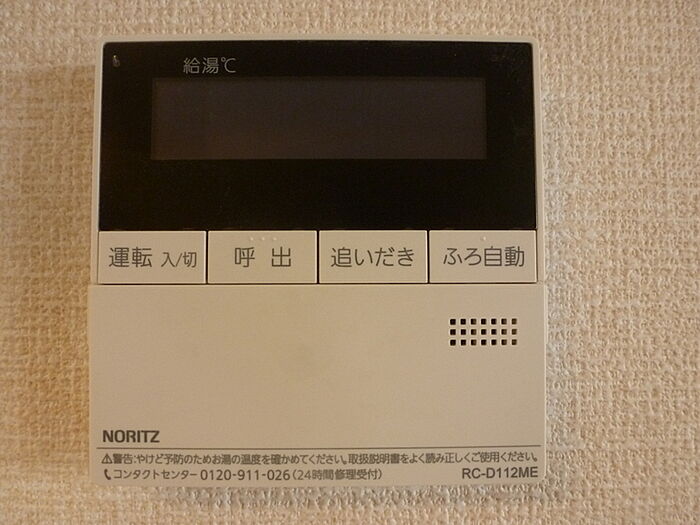 給湯℃
運転 入/切 呼出 追いだき ふろ自動
NORITZ
⚠警告:やけど予防のためお湯の温度を確かめてください。取扱説明書をよく読み正しくご使用ください。
コンタクトセンター 0120-911-026(24時間修理受付) RC-D112ME